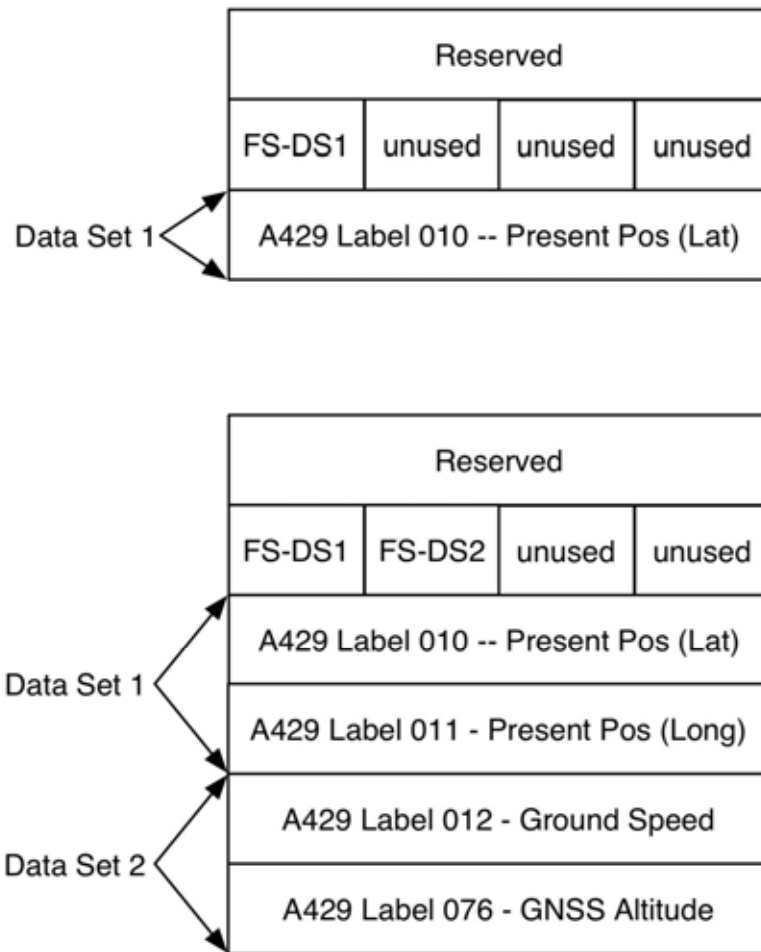 Reserved
FS-DS1 unused unused unused
Data Set 1
A429 Label 010 -- Present Pos (Lat)
Reserved
FS-DS1 FS-DS2 unused unused
Data Set 1
A429 Label 010 -- Present Pos (Lat)
A429 Label 011 - Present Pos (Long)
Data Set 2
A429 Label 012 - Ground Speed
A429 Label 076 - GNSS Altitude